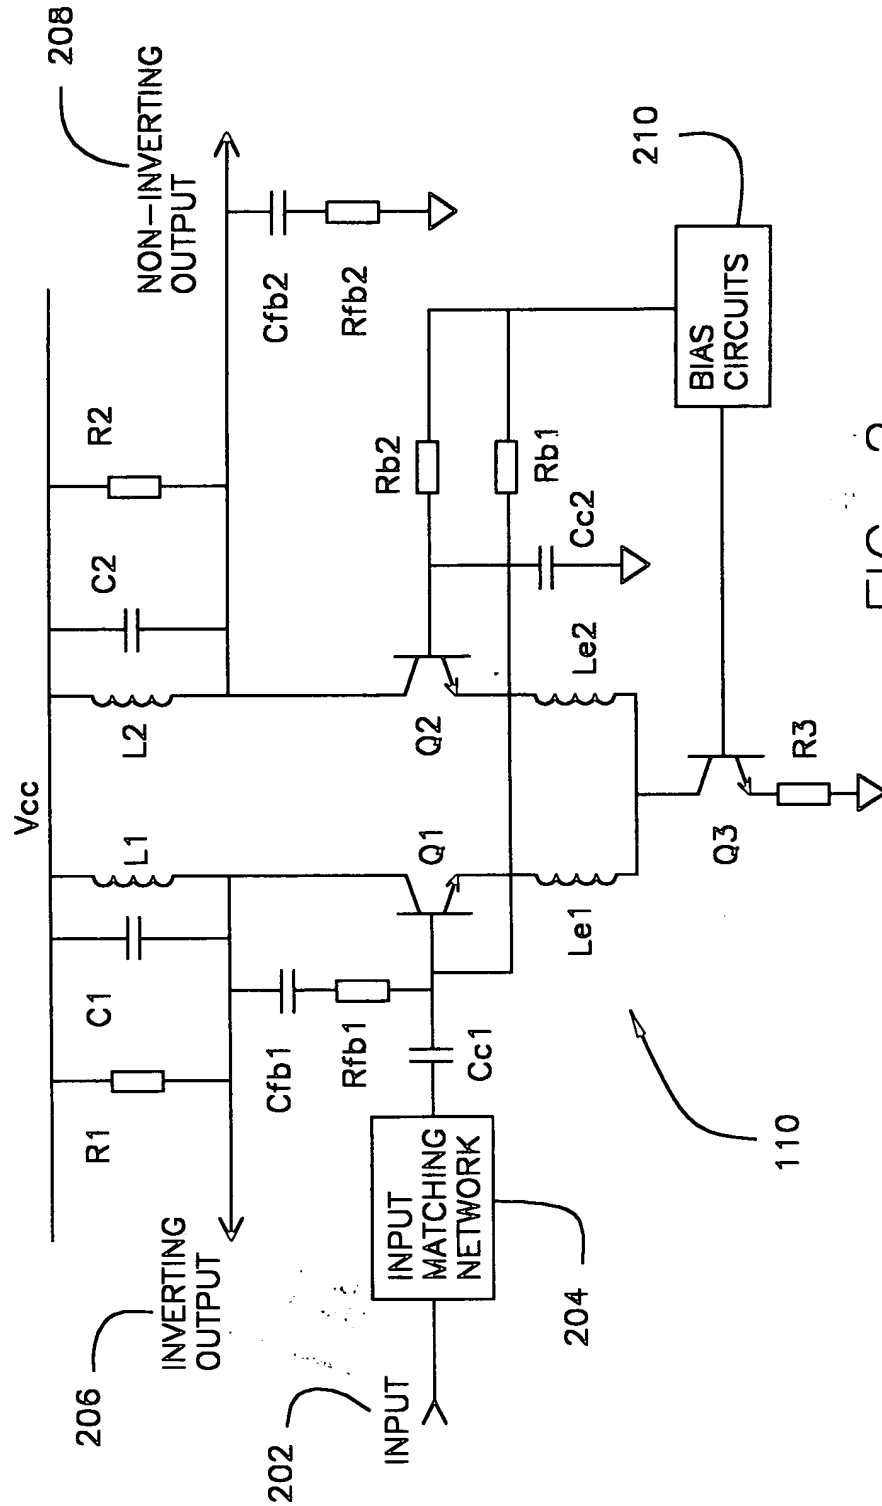 Vcc
208
NON-INVERTING
OUTPUT
206
INVERTING
OUTPUT
R1
C1
L1
L2
C2
R2
Cfb1
Rfb1
Cfb2
Rfb2
202
INPUT
INPUT
MATCHING
NETWORK
204
Cc1
Q1
Q2
Rb2
Rb1
Cc2
Le1
Le2
210
BIAS
CIRCUITS
Q3
R3
110